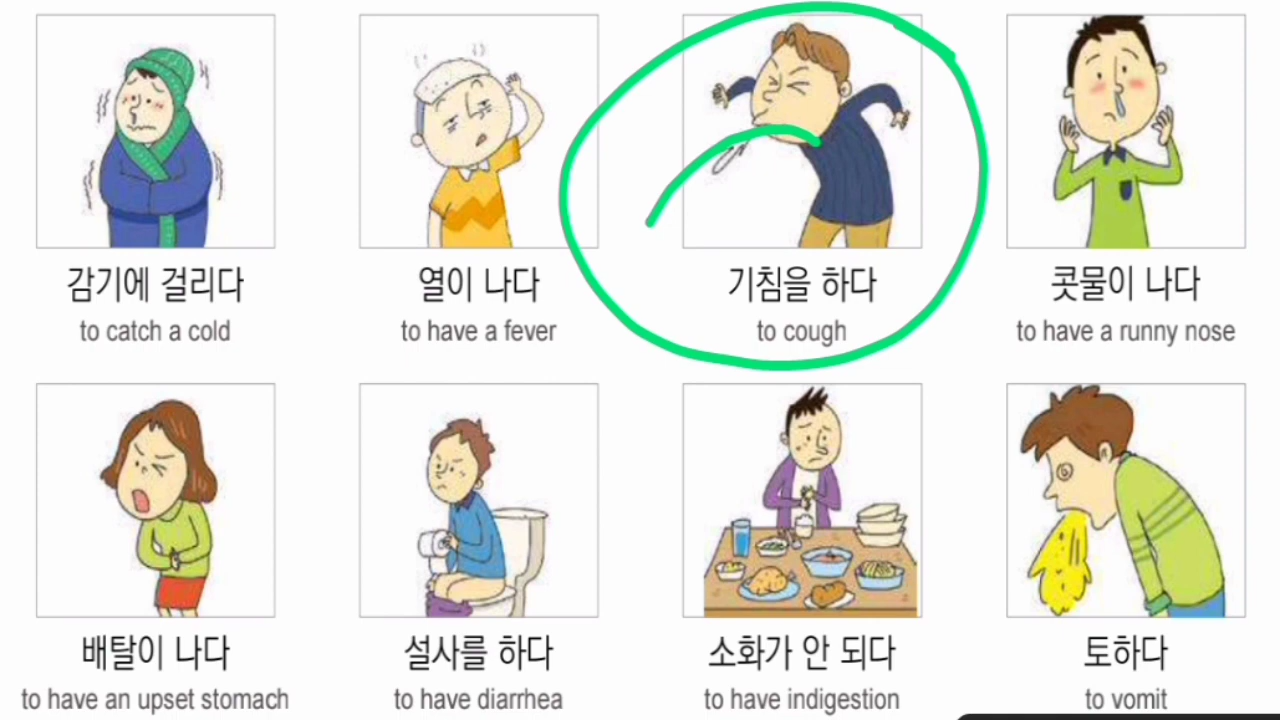 감기에 걸리다
to catch a cold
열이 나다
to have a fever
기침을 하다
to cough
콧물이 나다
to have a runny nose
배탈이 나다
to have an upset stomach
설사를 하다
to have diarrhea
소화가 안 되다
to have indigestion
토하다
to vomit